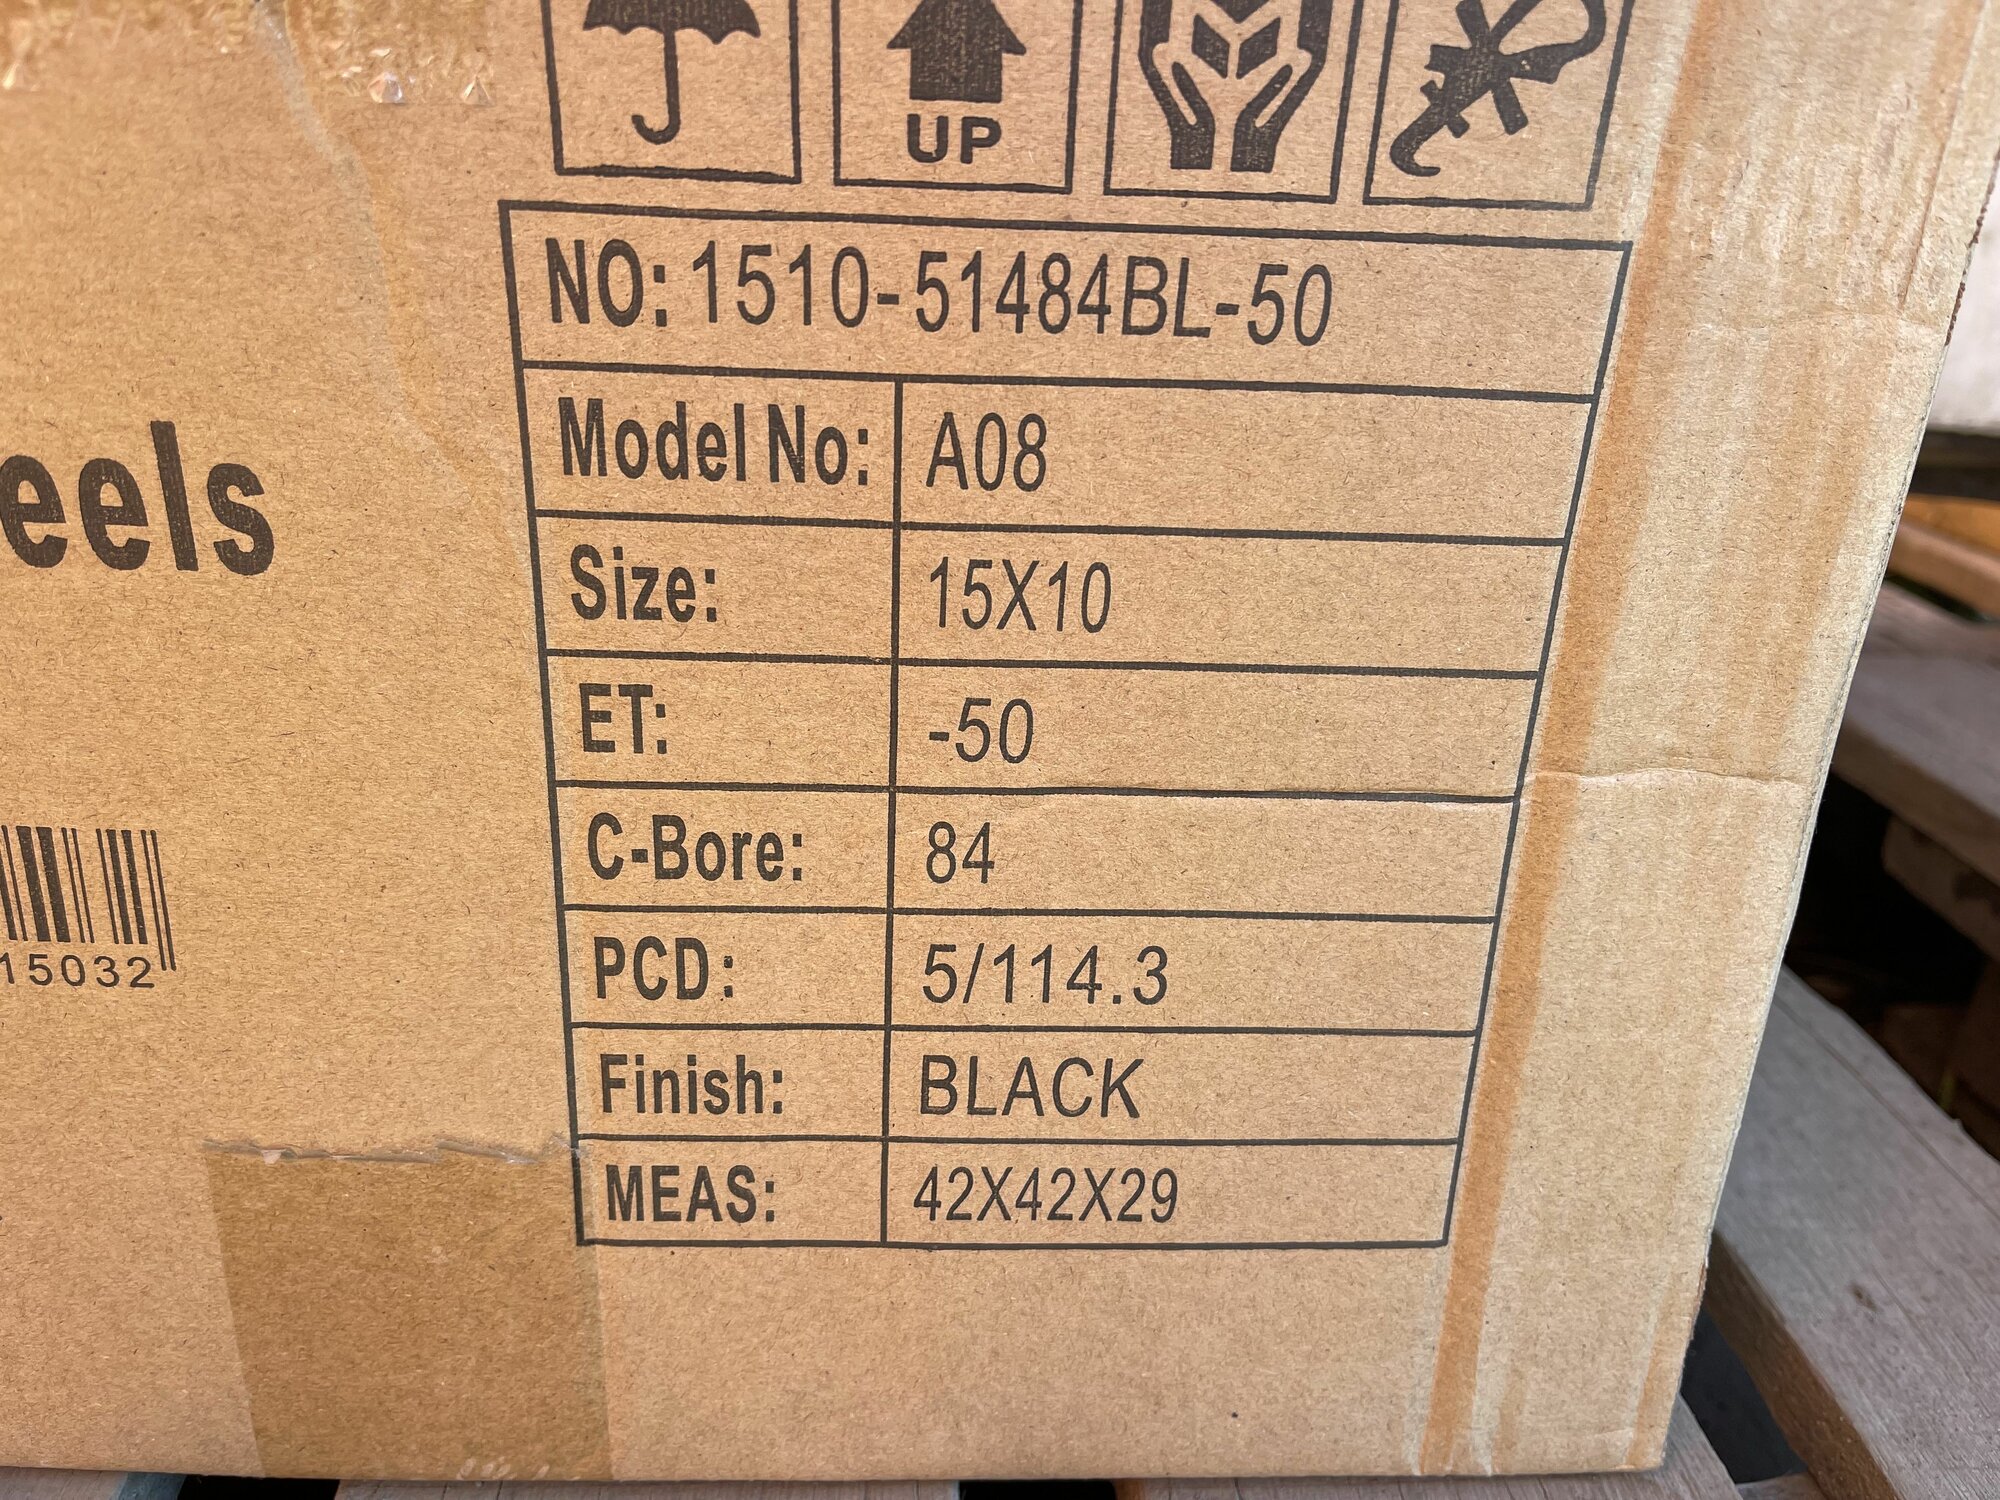 UP
NO: 1510-51484BL-50
Model No: A08
Size: 15X10
ET: -50
C-Bore: 84
PCD: 5/114.3
Finish: BLACK
MEAS: 42X42X29
eels
15032